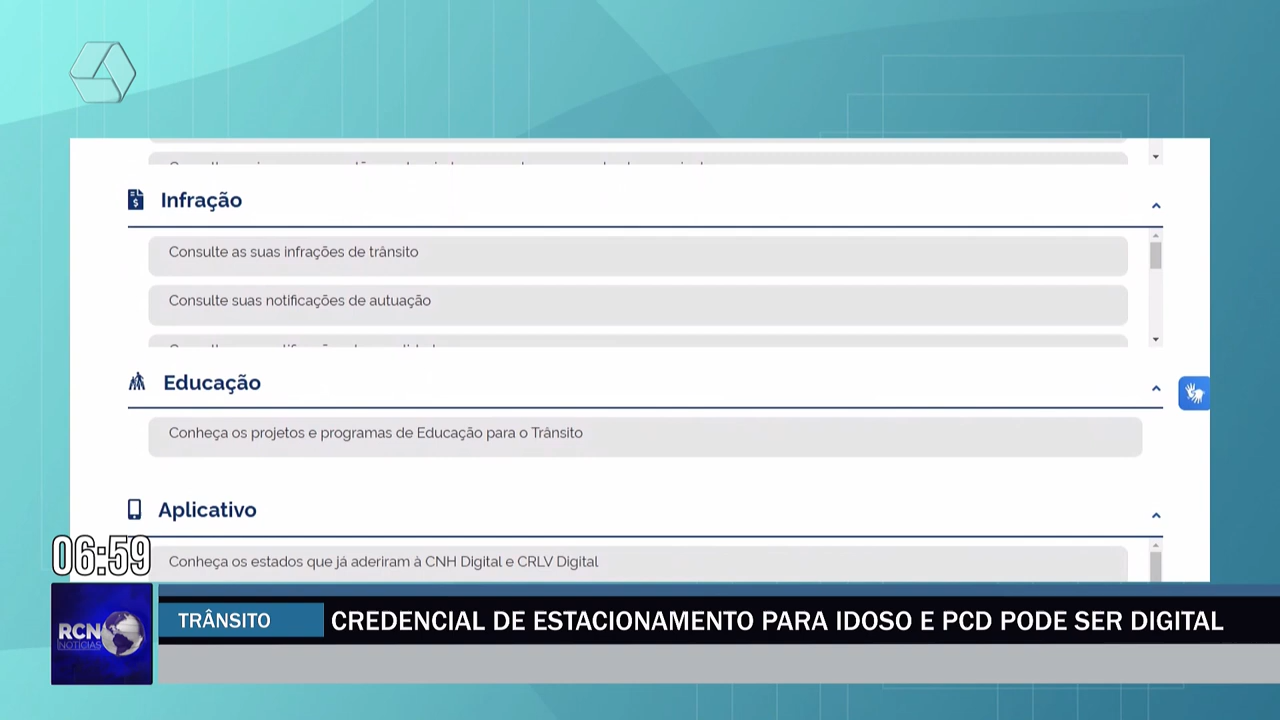 Infração
Consulte as suas infrações de trânsito
Consulte suas notificações de autuação
Educação
Conheça os projetos e programas de Educação para o Trânsito
Aplicativo
Conheça os estados que já aderiram à CNH Digital e CRLV Digital
06:59
RCN
NOTÍCIAS
TRÂNSITO
CREDENCIAL DE ESTACIONAMENTO PARA IDOSO E PCD PODE SER DIGITAL